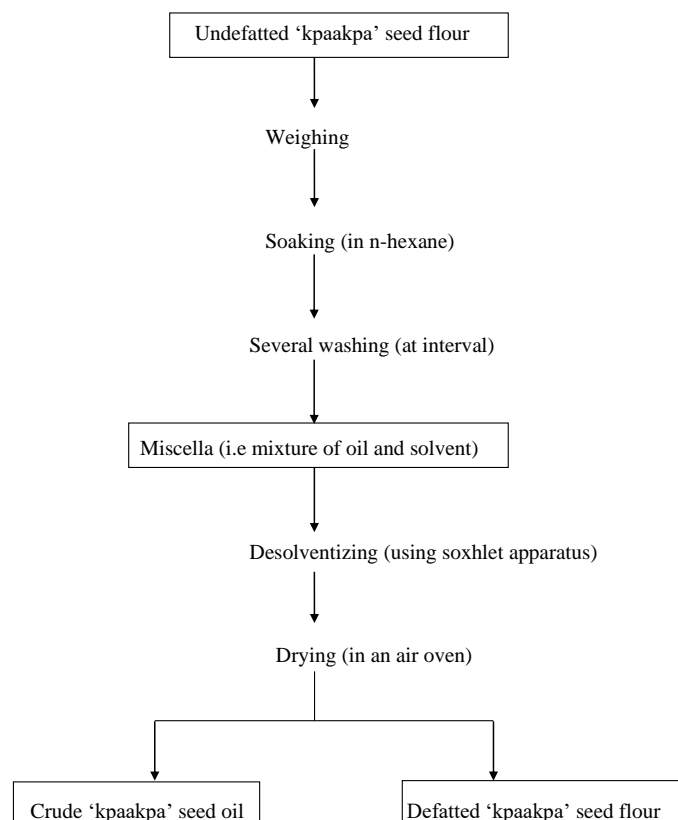 Undefatted ‘kpaakpa’ seed flour
Weighing
Soaking (in n-hexane)
Several washing (at interval)
Miscella (i.e mixture of oil and solvent)
Desolventizing (using soxhlet apparatus)
Drying (in an air oven)
Crude ‘kpaakpa’ seed oil
Defatted ‘kpaakpa’ seed flour